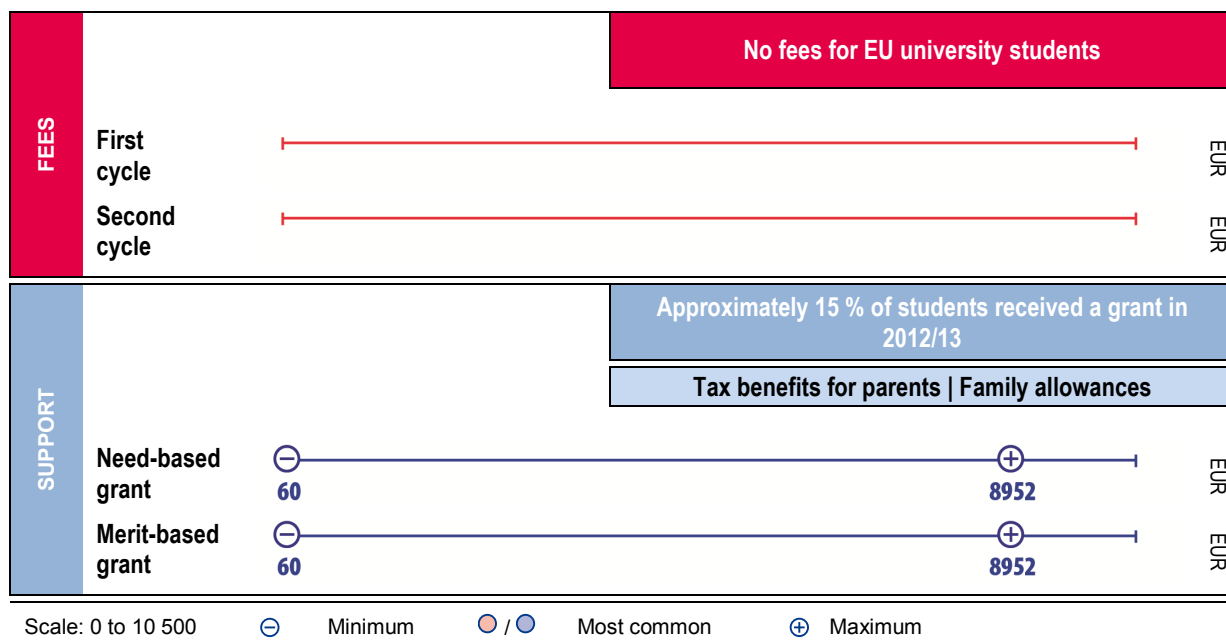 No fees for EU university students
FEES
First
cycle
EUR
Second
cycle
EUR
Approximately 15 % of students received a grant in
2012/13
Tax benefits for parents | Family allowances
SUPPORT
Need-based
grant
60
8952
EUR
Merit-based
grant
60
8952
EUR
Scale: 0 to 10 500 Minimum / Most common Maximum